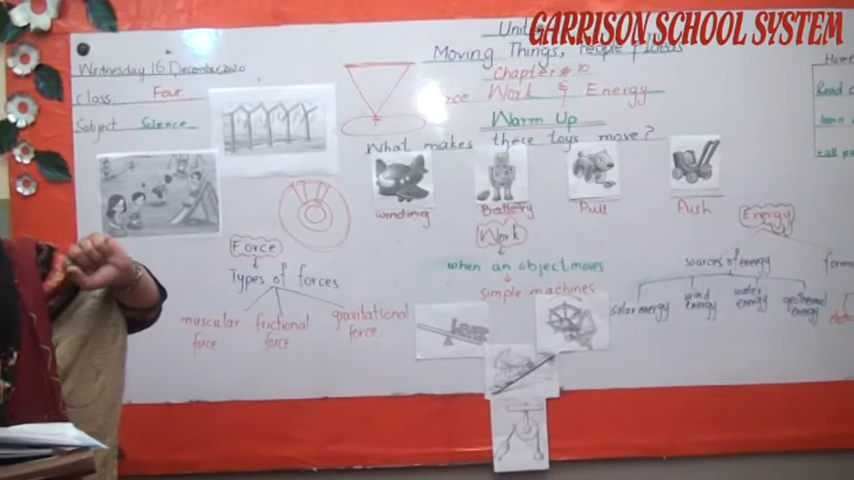 GARRISON SCHOOL SYSTEM
Unit
Moving Things, People & Ideas
Chapter # 10
Work & Energy
Wednesday 16 December 2020
Class: Four
Subject: Science
Warm Up
What makes these toys move?
winding
Battery
Pull
Push
Force
Types of forces
muscular force
frictional force
gravitational force
Work
when an object moves
simple machines
Energy
sources of energy
solar energy
wind energy
water energy
geothermal energy
Home
Read
learn